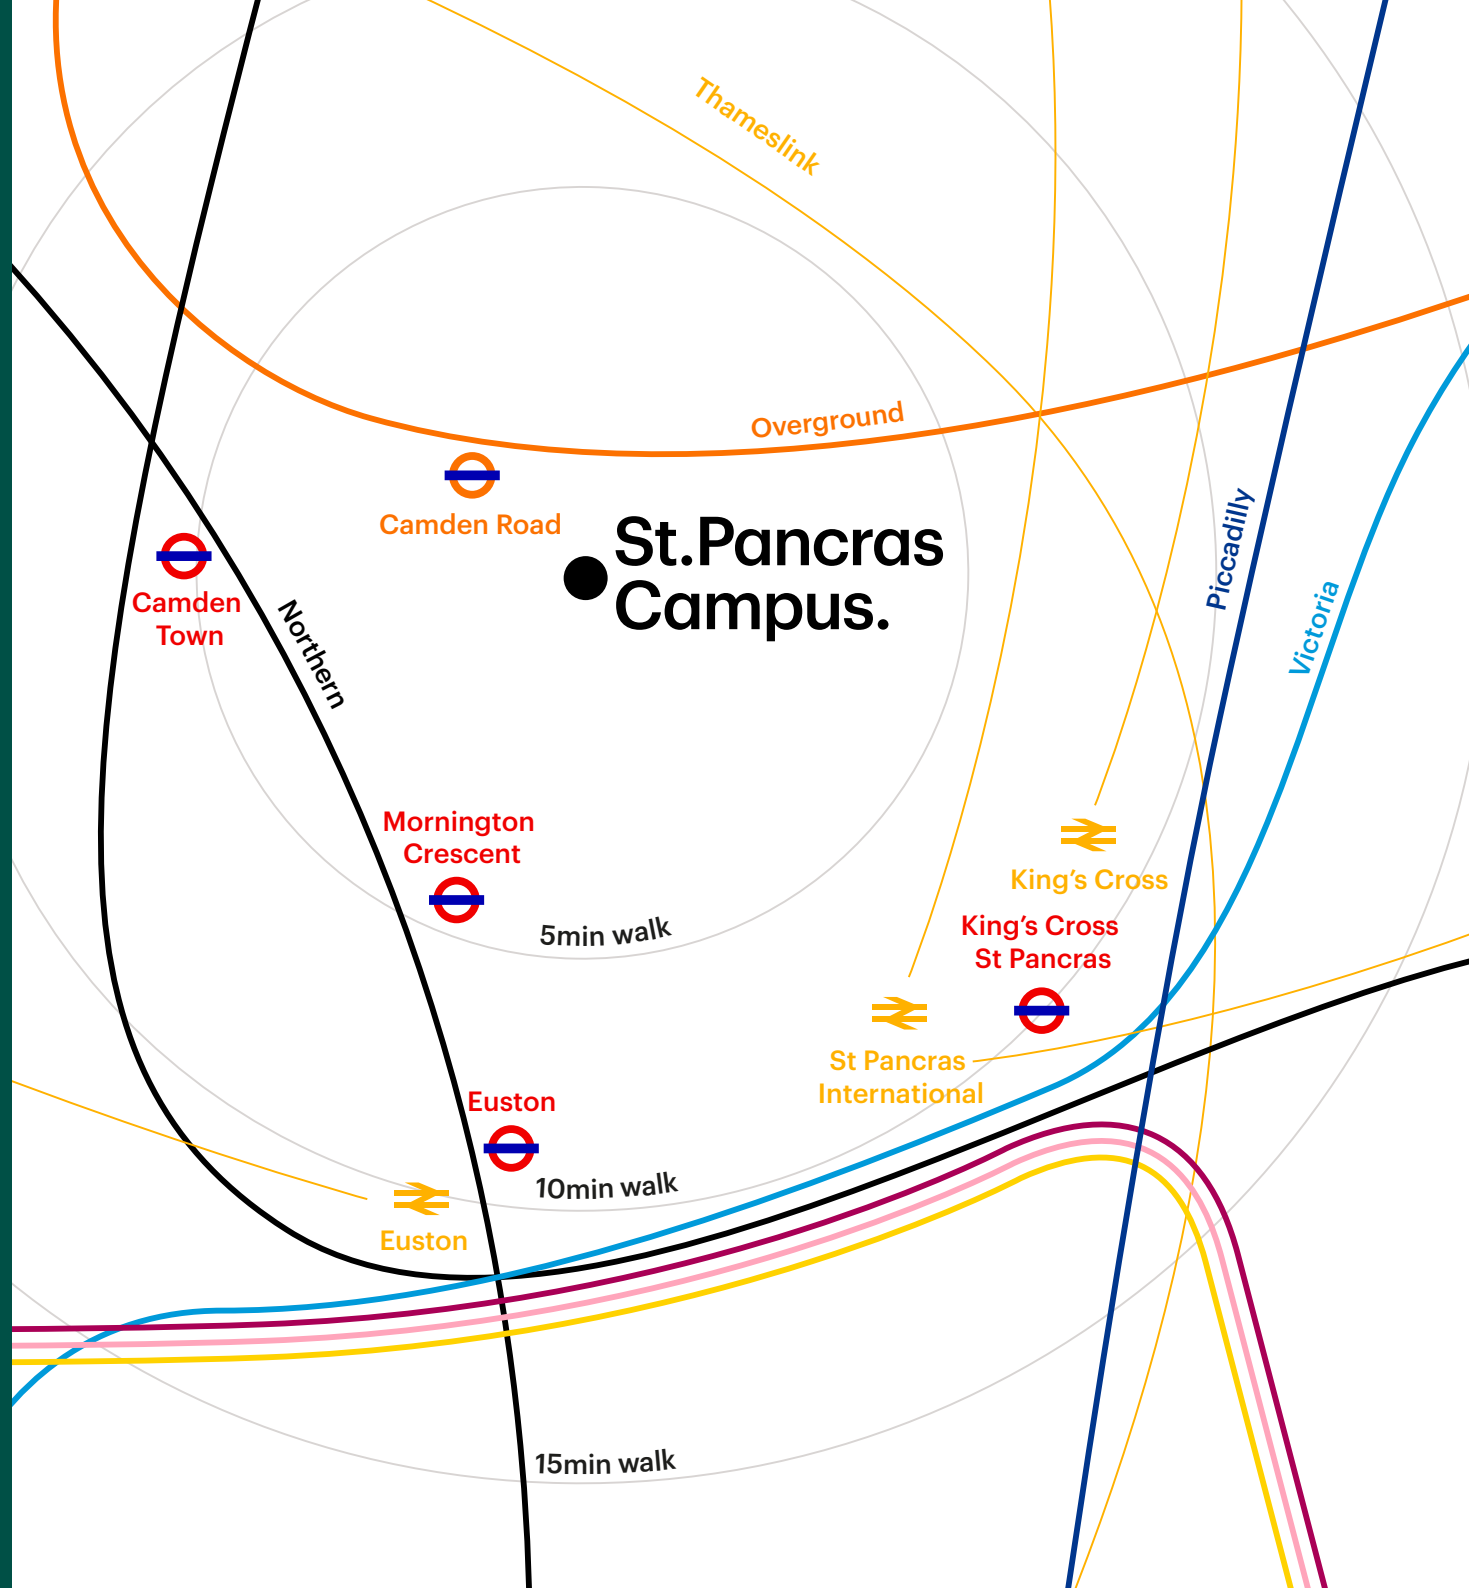 Thameslink
Overground
Camden Road
St.Pancras
Campus.
Piccadilly
Victoria
Camden
Town
Northern
Mornington
Crescent
5min walk
King’s Cross
King’s Cross
St Pancras
St Pancras
International
Euston
10min walk
Euston
15min walk